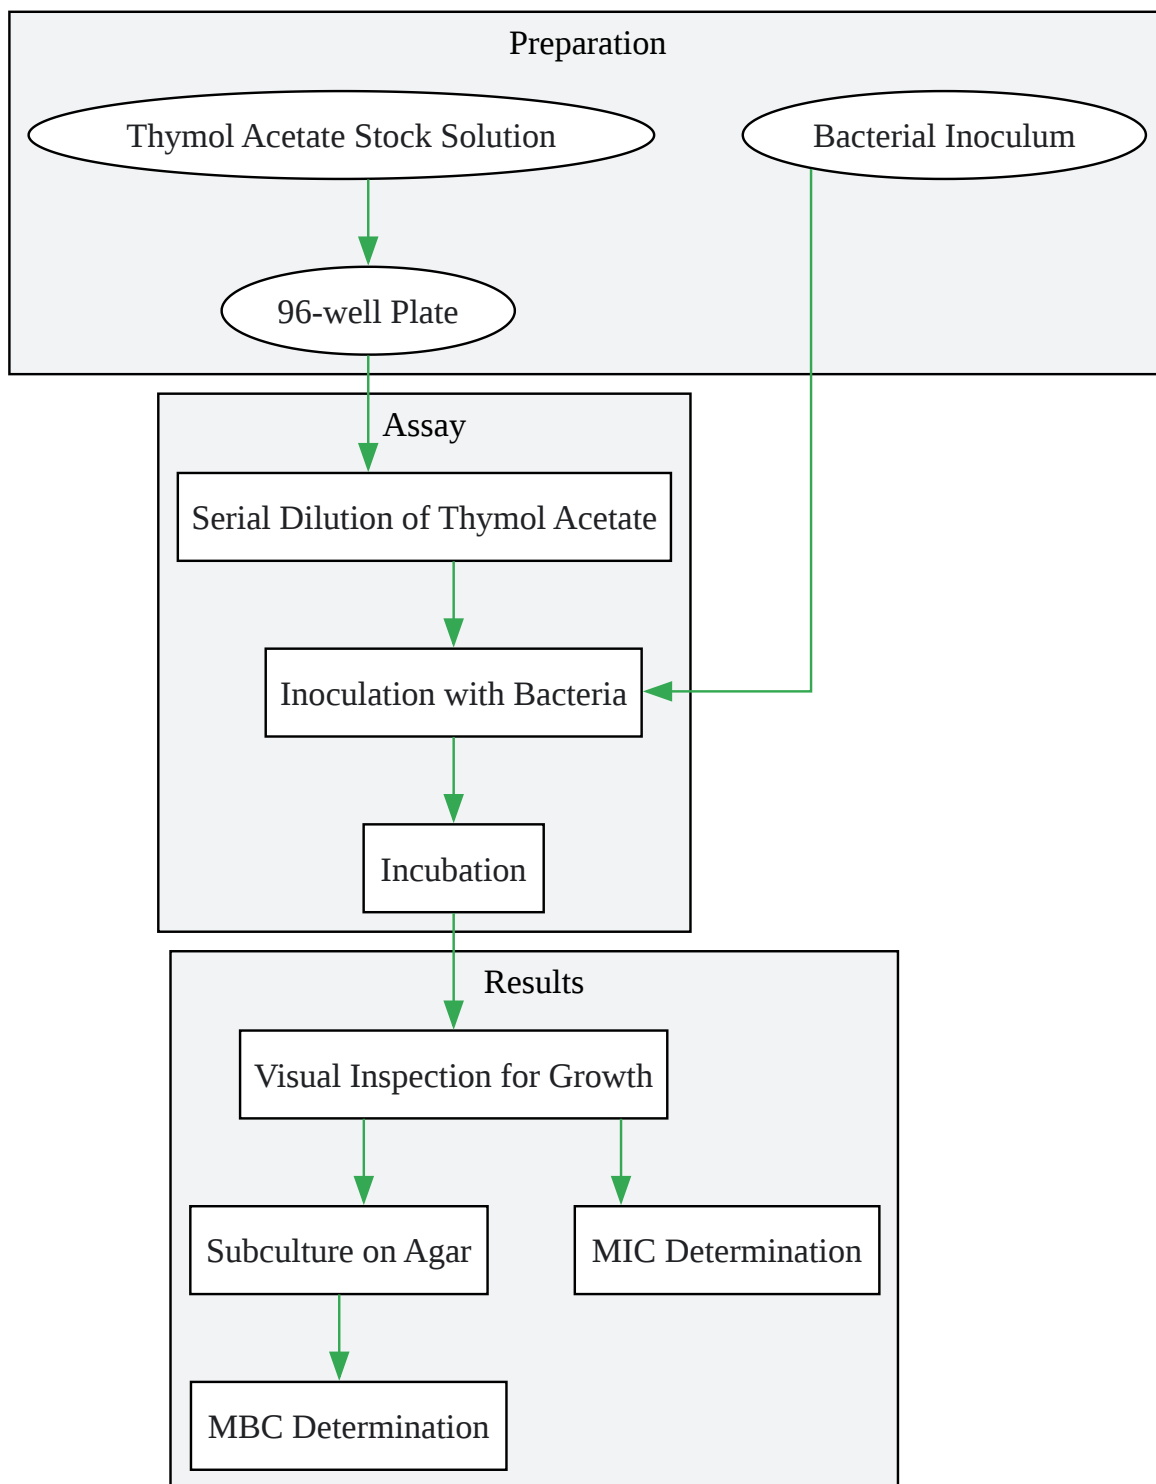 Preparation
Thymol Acetate Stock Solution
Bacterial Inoculum
96-well Plate
Assay
Serial Dilution of Thymol Acetate
Inoculation with Bacteria
Incubation
Results
Visual Inspection for Growth
Subculture on Agar
MIC Determination
MBC Determination